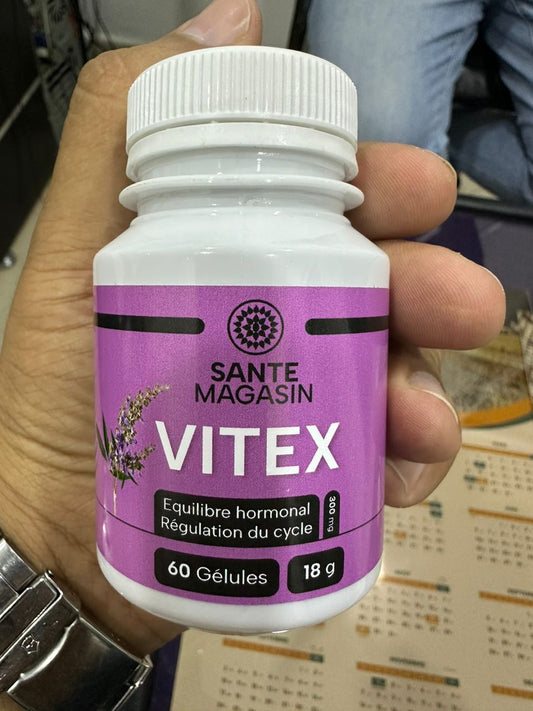 SANTE
MAGASIN
VITEX
Equilibre hormonal
Régulation du cycle
300 mg
60 Gélules
18 g